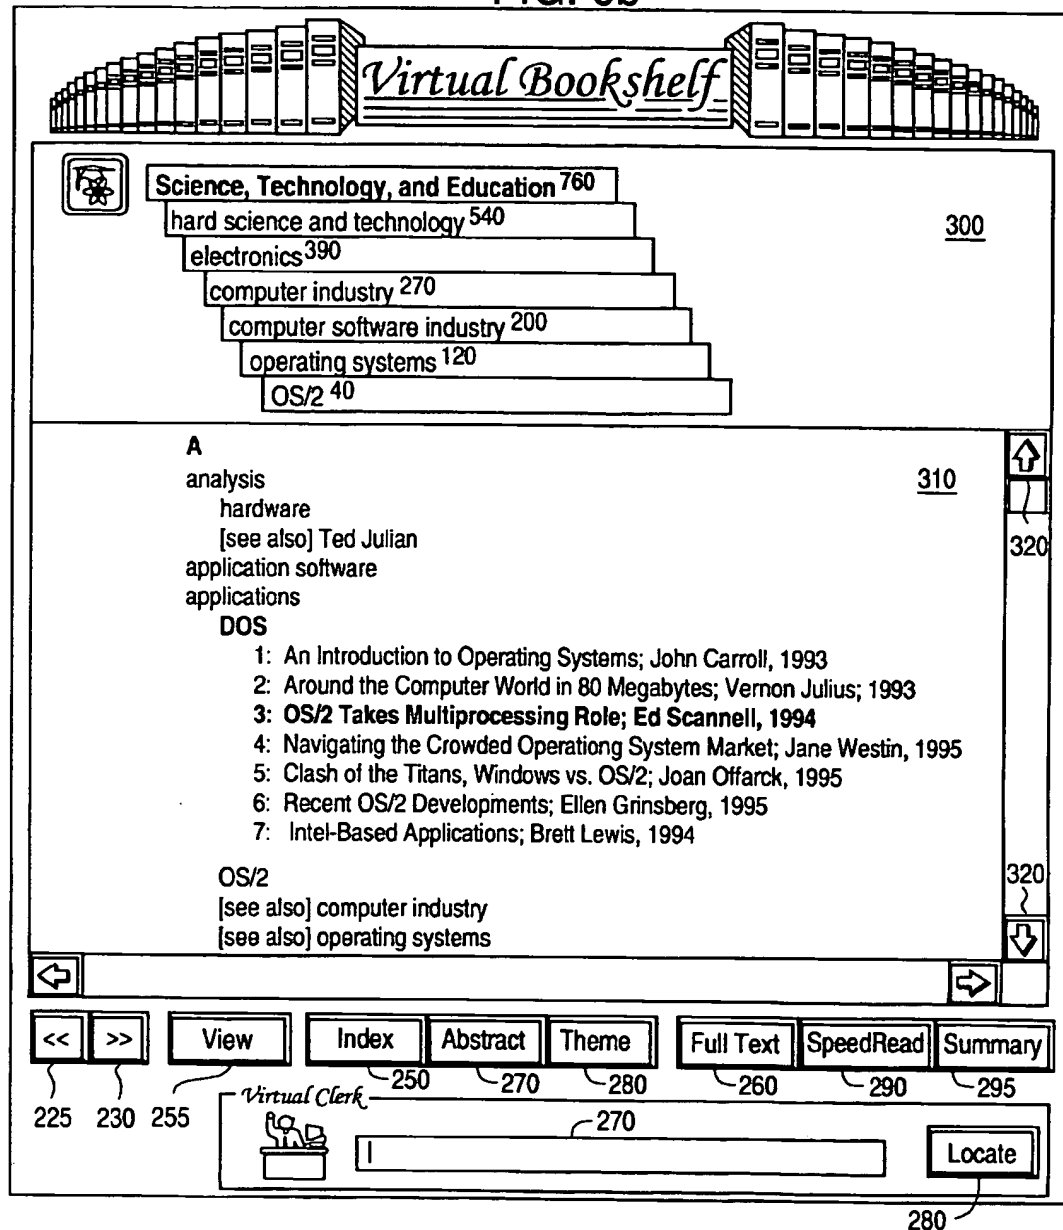 Virtual Bookshelf
Science, Technology, and Education 760
hard science and technology 540
300
electronics 390
computer industry 270
computer software industry 200
operating systems 120
OS/2 40
A
analysis
310
hardware
[see also] Ted Julian
320
application software
applications
DOS
1: An Introduction to Operating Systems; John Carroll, 1993
2: Around the Computer World in 80 Megabytes; Vernon Julius; 1993
3: OS/2 Takes Multiprocessing Role; Ed Scannell, 1994
4: Navigating the Crowded Operationg System Market; Jane Westin, 1995
5: Clash of the Titans, Windows vs. OS/2; Joan Offarck, 1995
6: Recent OS/2 Developments; Ellen Grinsberg, 1995
7: Intel-Based Applications; Brett Lewis, 1994
OS/2
320
[see also] computer industry
[see also] operating systems
<< >> View Index Abstract Theme Full Text SpeedRead Summary
225 230 255 250 270 280 260 290 295
Virtual Clerk
270
Locate
280